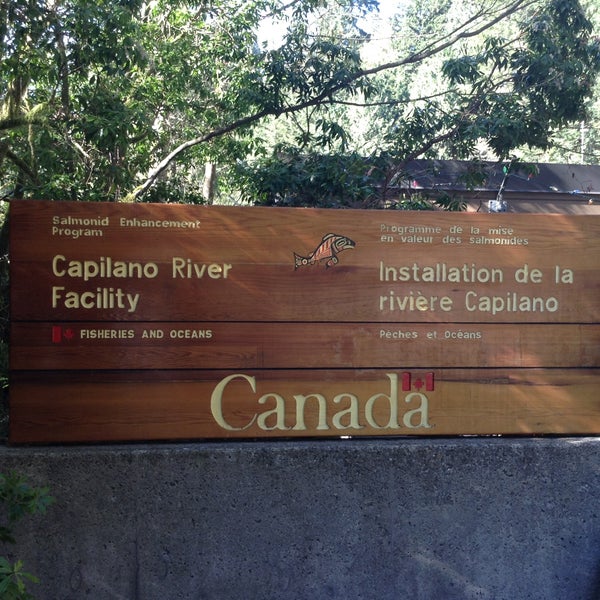 Salmonid Enhancement
Program
Capilano River
Facility
FISHERIES AND OCEANS
Programme de la mise
en valeur des salmonides
Installation de la
rivière Capilano
Pêches et Océans
Canada